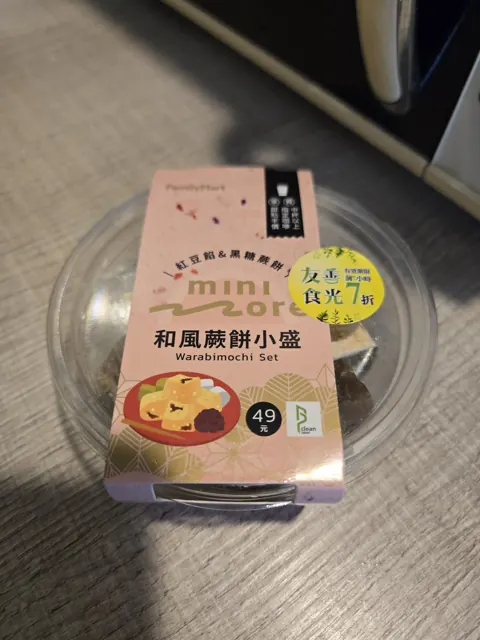 FamilyMart
紅豆餡&黑糖蕨餅
mini
ore
和風蕨餅小盛
Warabimochi Set
49
元
clean
友善
食光
7折